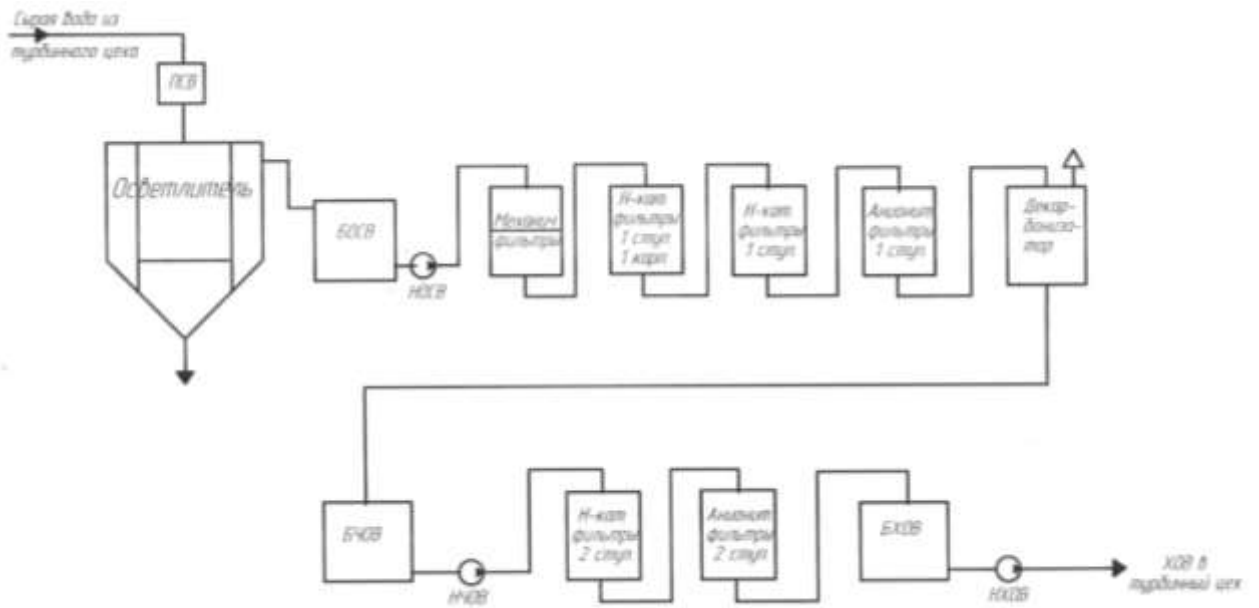 Сырая вода из
турбинного цеха
ПСВ
Осветлитель
БОСВ
НОСВ
Механич
фильтры
Н-кат
фильтры
1 ступ
1 корп
Н-кат
фильтры
1 ступ
Анионит
фильтры
1 ступ
Декар-
бониза-
тор
БЧОВ
НЧОВ
Н-кат
фильтры
2 ступ
Анионит
фильтры
2 ступ
БХОВ
НХОВ
ХОВ в
турбинный цех